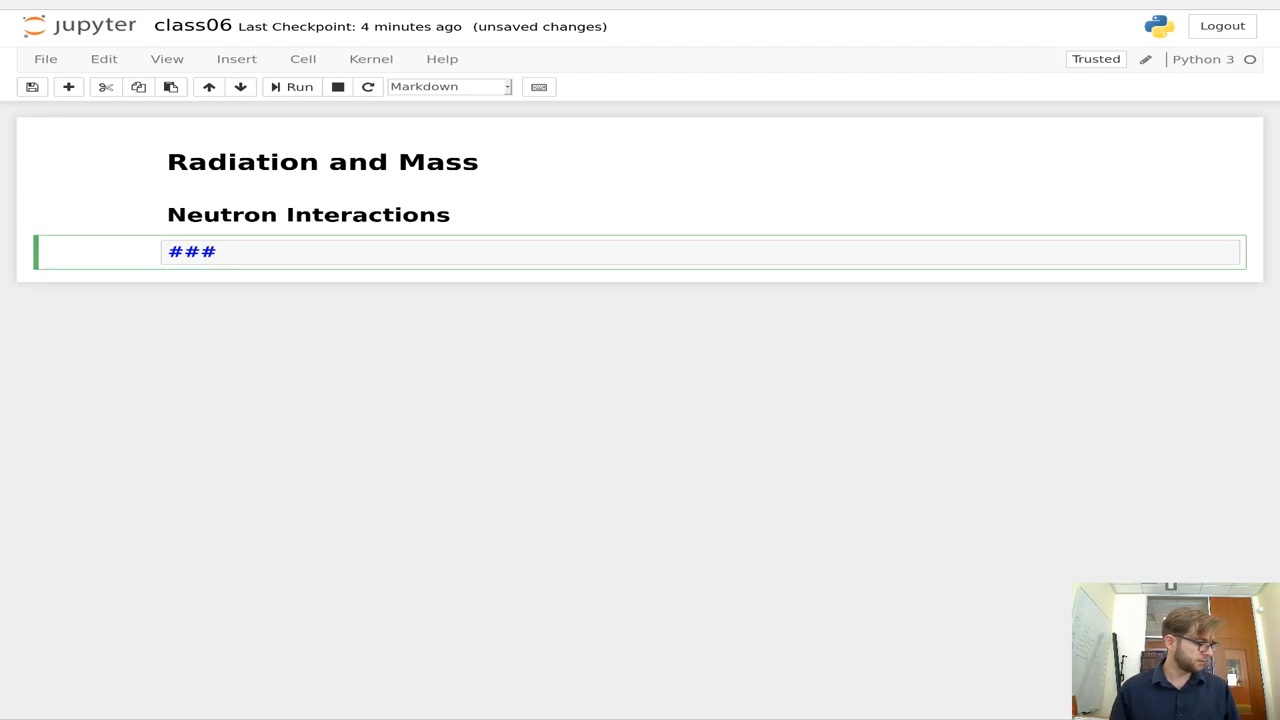 jupyter class06 Last Checkpoint: 4 minutes ago (unsaved changes) Logout
File Edit View Insert Cell Kernel Help Trusted Python 3
Run Markdown
Radiation and Mass
Neutron Interactions
###